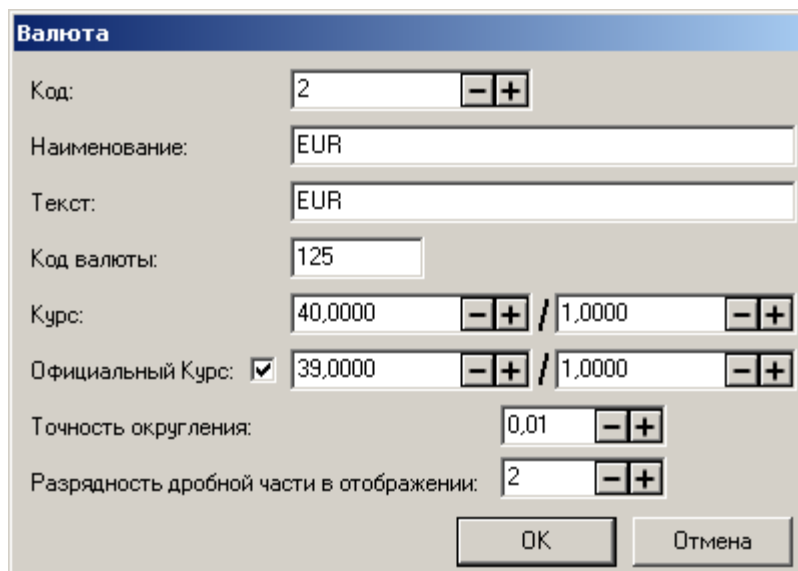 Валюта
Код: 2
Наименование: EUR
Текст: EUR
Код валюты: 125
Курс: 40,0000 / 1,0000
Официальный Курс: 39,0000 / 1,0000
Точность округления: 0,01
Разрядность дробной части в отображении: 2
OK Отмена